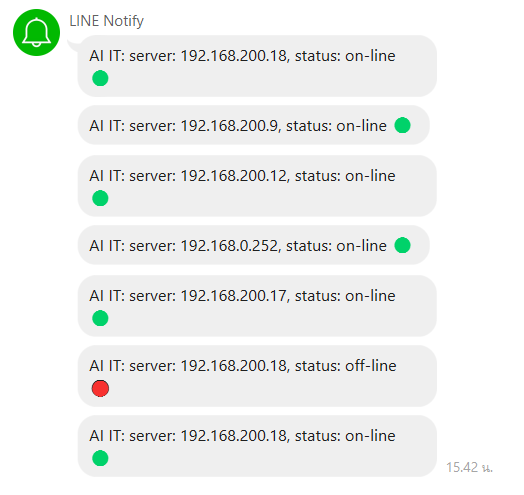 LINE Notify
AI IT: server: 192.168.200.18, status: on-line
AI IT: server: 192.168.200.9, status: on-line
AI IT: server: 192.168.200.12, status: on-line
AI IT: server: 192.168.0.252, status: on-line
AI IT: server: 192.168.200.17, status: on-line
AI IT: server: 192.168.200.18, status: off-line
AI IT: server: 192.168.200.18, status: on-line
15.42 น.